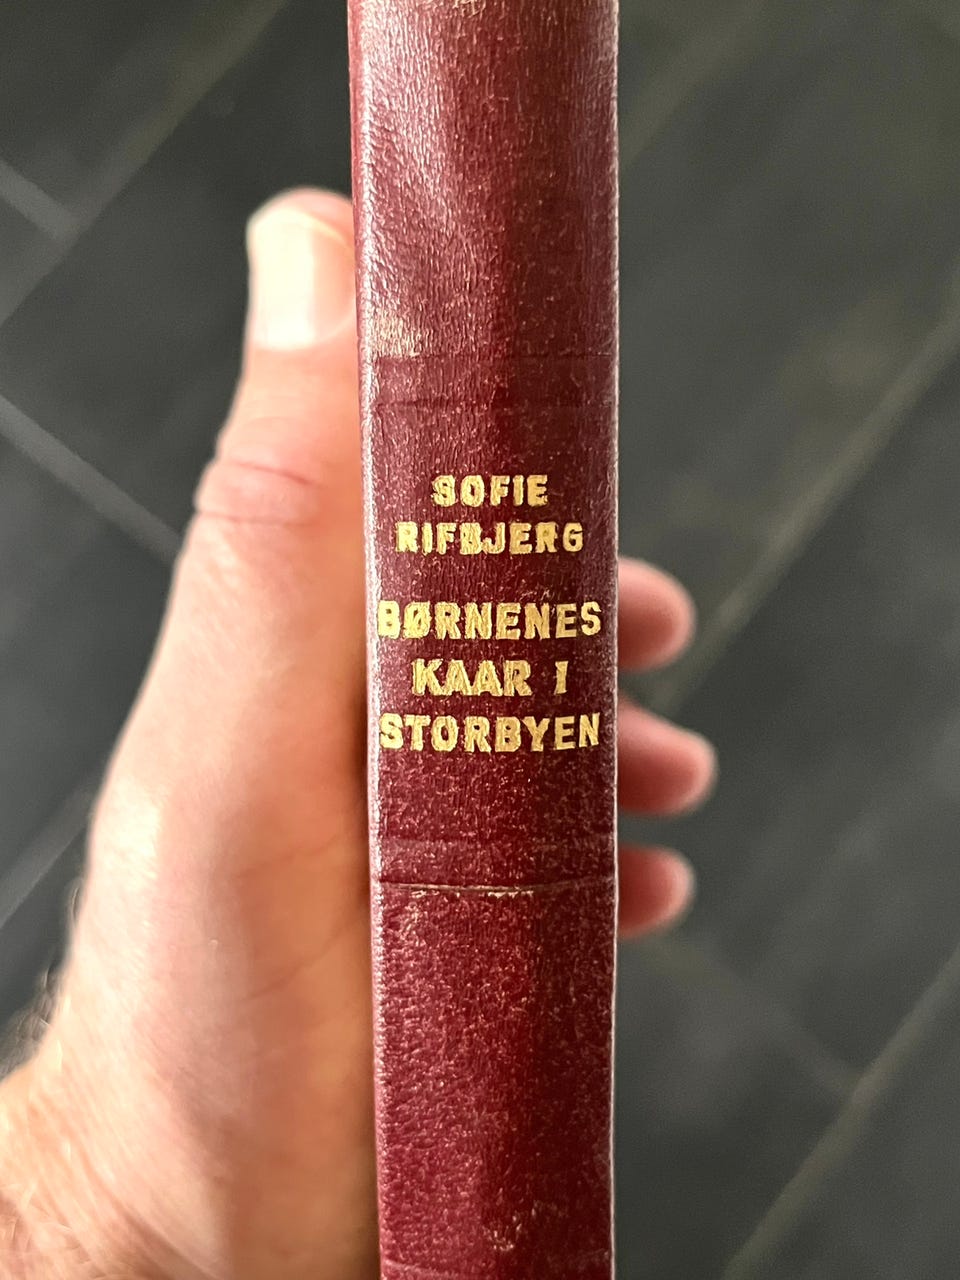 SOFIE
RIFBJERG
BØRNENES
KAAR I
STORBYEN